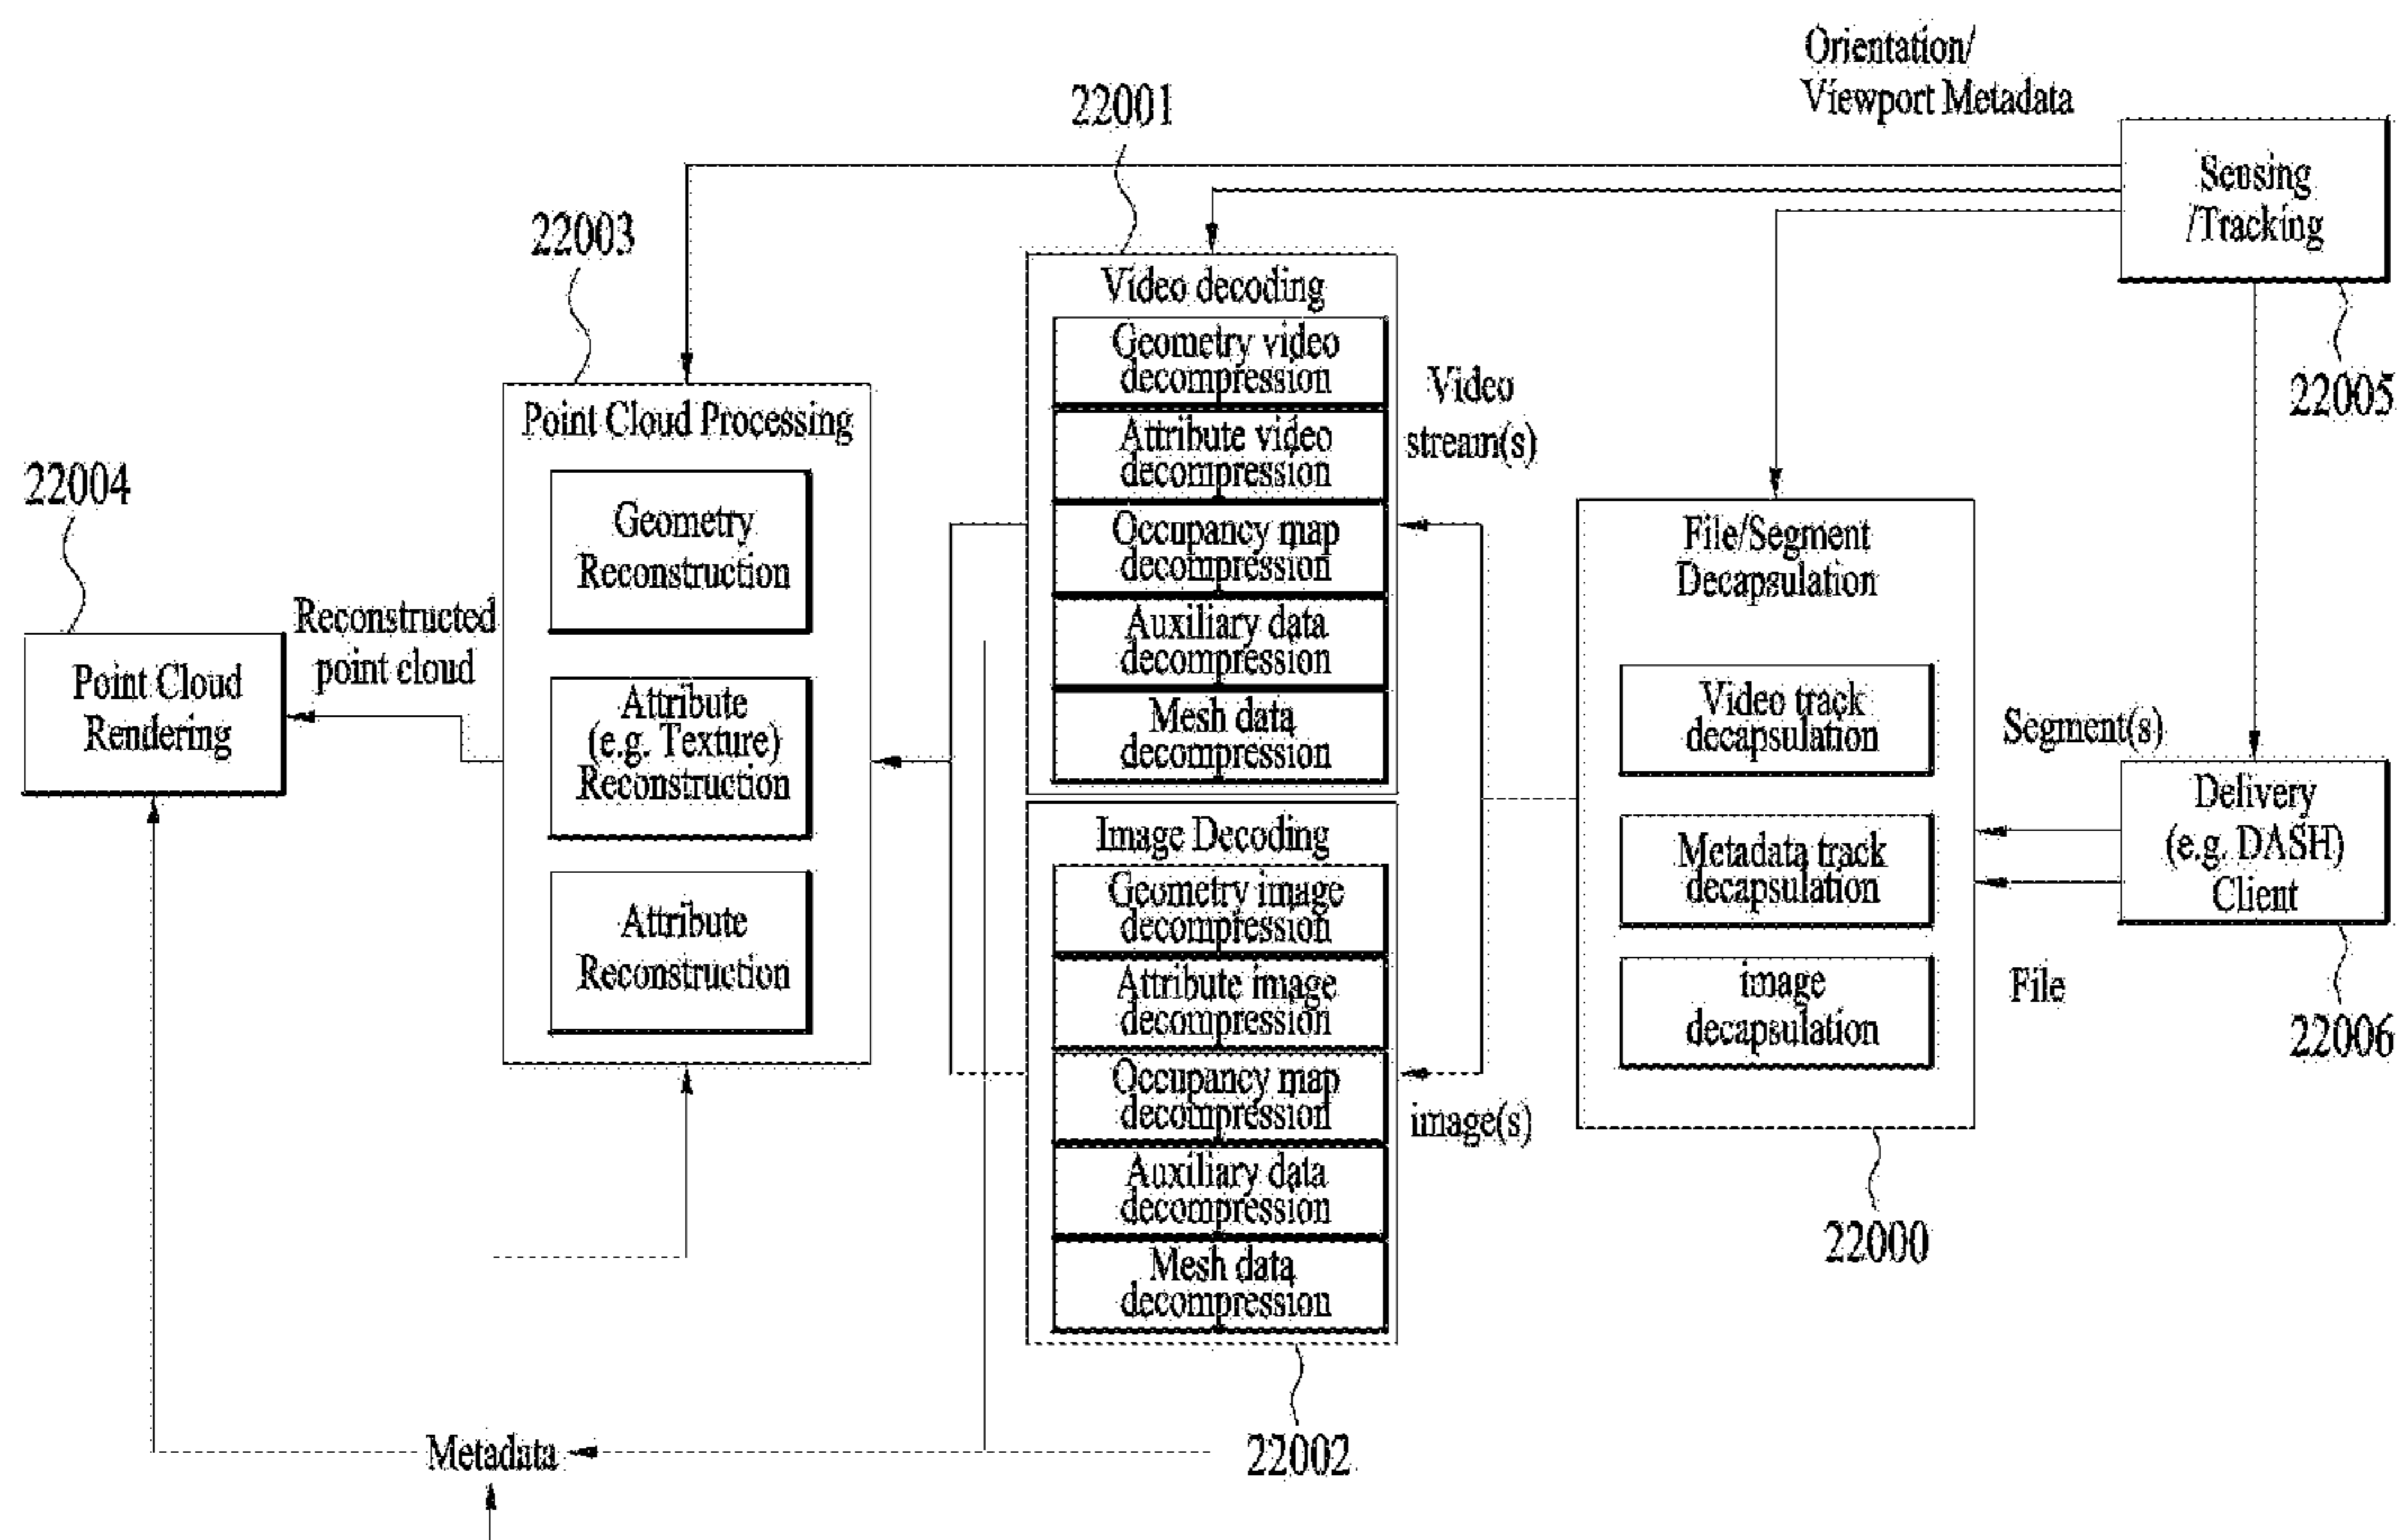 Orientation/
Viewport Metadata
22001
Seusing
/Tracking
22005
22003
Video decoding
Geometry video
decompression
Attribute video
decompression
Occupancy map
decompression
Auxiliary data
decompression
Mesh data
decompression
Video
stream(s)
Point Cloud Processing
Geometry
Reconstruction
Attribute
(e.g. Texture)
Reconstruction
Attribute
Reconstruction
22004
Reconstructed
point cloud
Point Cloud
Rendering
File/Segment
Decapsulation
Video track
decapsulation
Metadata track
decapsulation
image
decapsulation
Segment(s)
Delivery
(e.g. DASH)
Client
File
22006
Image Decoding
Geometry image
decompression
Attribute image
decompression
Occupancy map
decompression
Auxiliary data
decompression
Mesh data
decompression
image(s)
22000
22002
Metadata